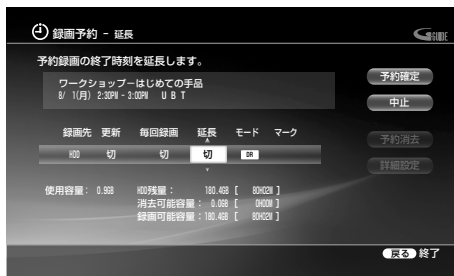 録画予約 - 延長
G GUIDE
予約録画の終了時刻を延長します。
ワークショップーはじめての手品
8/ 1(月) 2:30PM - 3:00PM UBT
予約確定
中止
予約消去
詳細設定
録画先 更新 毎回録画 延長 モード マーク
HDD 切 切 切 DR
使用容量: 0.9GB HDD残量: 180.4GB [ 80H02M ]
消去可能容量: 0.0GB [ 0H00M ]
録画可能容量:180.4GB [ 80H02M ]
戻る 終了